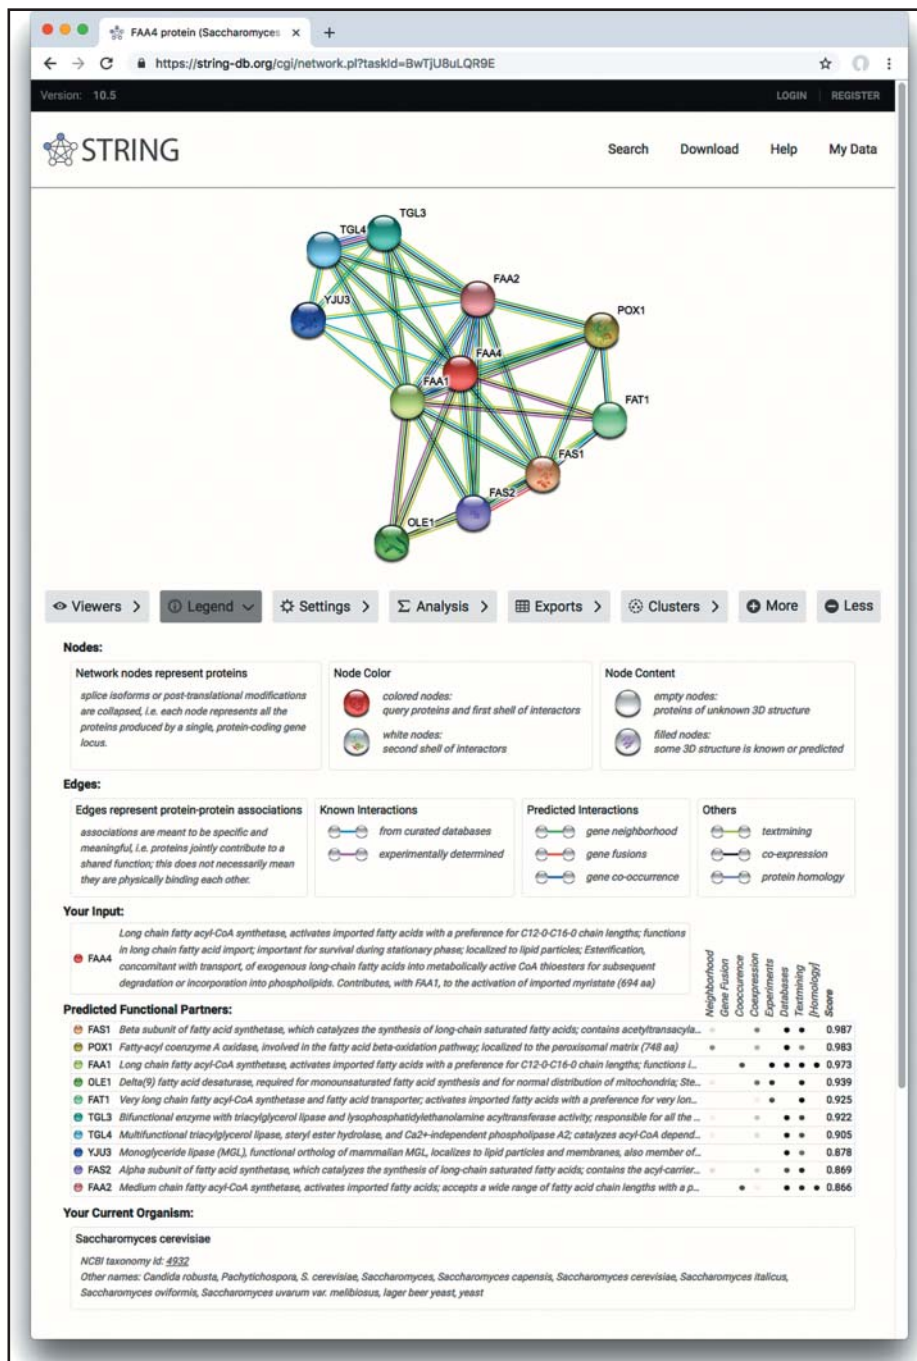 FAA4 protein (Saccharomyces
https://string-db.org/cgi/network.pl?taskId=BwTjU8uLQR9E
Version: 10.5
LOGIN
REGISTER
STRING
Search
Download
Help
My Data
TGL3
TGL4
FAA2
YJU3
POX1
FAA4
FAA1
FAT1
FAS1
FAS2
OLE1
Viewers
Legend
Settings
Analysis
Exports
Clusters
More
Less
Nodes:
Network nodes represent proteins
splice isoforms or post-translational modifications
are collapsed, i.e. each node represents all the
proteins produced by a single, protein-coding gene
locus.
Node Color
colored nodes:
query proteins and first shell of interactors
white nodes:
second shell of interactors
Node Content
empty nodes:
proteins of unknown 3D structure
filled nodes:
some 3D structure is known or predicted
Edges:
Edges represent protein-protein associations
associations are meant to be specific and
meaningful, i.e. proteins jointly contribute to a
shared function; this does not necessarily mean
they are physically binding each other.
Known Interactions
from curated databases
experimentally determined
Predicted Interactions
gene neighborhood
gene fusions
gene co-occurrence
Others
textmining
co-expression
protein homology
Your Input:
FAA4
Long chain fatty acyl-CoA synthetase, activates imported fatty acids with a preference for C12-0-C16-0 chain lengths; functions
in long chain fatty acid import; important for survival during stationary phase; localized to lipid particles; Esterification,
concomitant with transport, of exogenous long-chain fatty acids into metabolically active CoA thioesters for subsequent
degradation or incorporation into phospholipids. Contributes, with FAA1, to the activation of imported myristate (694 aa)
Neighborhood
Gene Fusion
Cooccurence
Coexpression
Experiments
Databases
Textmining
[Homology]
Score
Predicted Functional Partners:
FAS1 Beta subunit of fatty acid synthetase, which catalyzes the synthesis of long-chain saturated fatty acids; contains acetyltransacyla... 0.987
POX1 Fatty-acyl coenzyme A oxidase, involved in the fatty acid beta-oxidation pathway; localized to the peroxisomal matrix (748 aa) 0.983
FAA1 Long chain fatty acyl-CoA synthetase, activates imported fatty acids with a preference for C12-0-C16-0 chain lengths; functions i... 0.973
OLE1 Delta(9) fatty acid desaturase, required for monounsaturated fatty acid synthesis and for normal distribution of mitochondria; Ste... 0.939
FAT1 Very long chain fatty acyl-CoA synthetase and fatty acid transporter; activates imported fatty acids with a preference for very lon... 0.925
TGL3 Bifunctional enzyme with triacylglycerol lipase and lysophosphatidylethanolamine acyltransferase activity; responsible for all the ... 0.922
TGL4 Multifunctional triacylglycerol lipase, steryl ester hydrolase, and Ca2+-independent phospholipase A2; catalyzes acyl-CoA depend... 0.905
YJU3 Monoglyceride lipase (MGL), functional ortholog of mammalian MGL, localizes to lipid particles and membranes, also member of... 0.878
FAS2 Alpha subunit of fatty acid synthetase, which catalyzes the synthesis of long-chain saturated fatty acids; contains the acyl-carrier... 0.869
FAA2 Medium chain fatty acyl-CoA synthetase, activates imported fatty acids; accepts a wide range of fatty acid chain lengths with a p... 0.866
Your Current Organism:
Saccharomyces cerevisiae
NCBI taxonomy Id: 4932
Other names: Candida robusta, Pachytichospora, S. cerevisiae, Saccharomyces, Saccharomyces capensis, Saccharomyces cerevisiae, Saccharomyces italicus,
Saccharomyces oviformis, Saccharomyces uvarum var. melibiosus, lager beer yeast, yeast